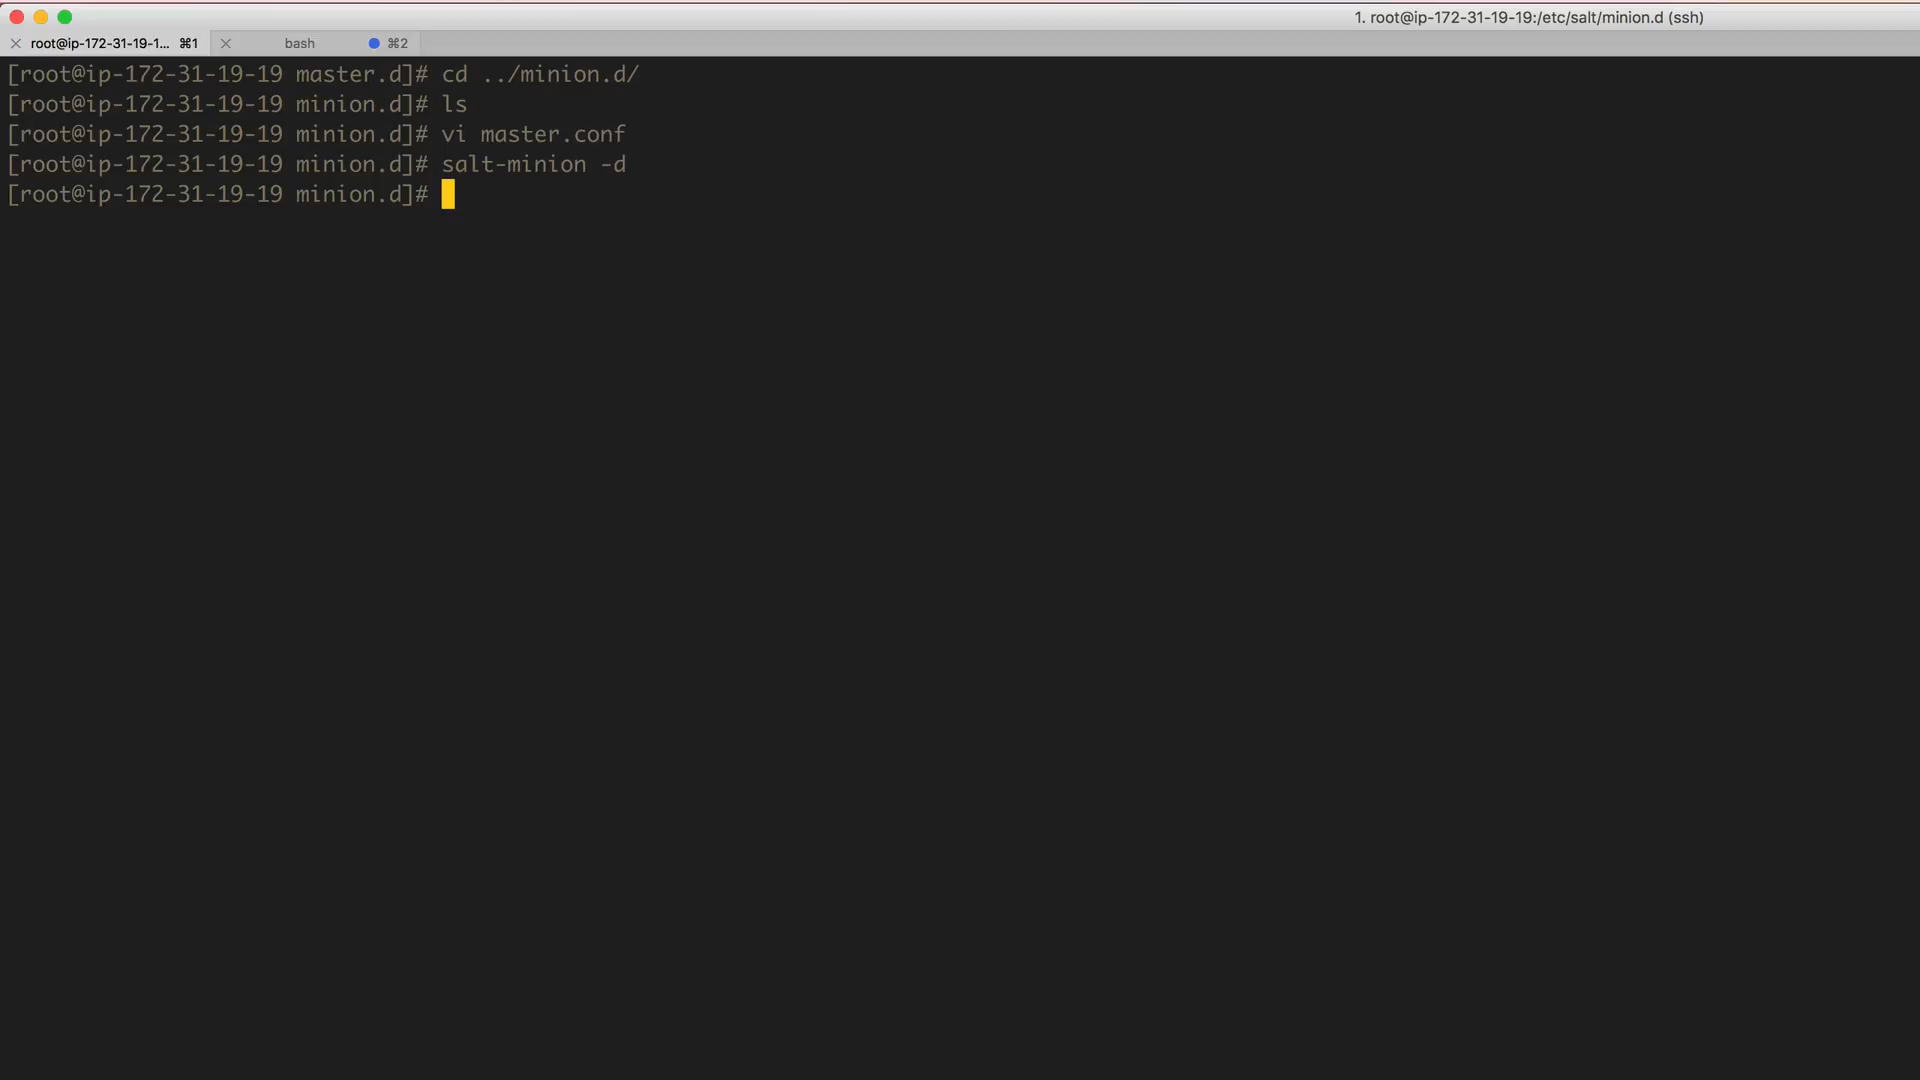 1. root@ip-172-31-19-19:/etc/salt/minion.d (ssh)
root@ip-172-31-19-1... ⌘1
bash ⌘2
[root@ip-172-31-19-19 master.d]# cd ../minion.d/
[root@ip-172-31-19-19 minion.d]# ls
[root@ip-172-31-19-19 minion.d]# vi master.conf
[root@ip-172-31-19-19 minion.d]# salt-minion -d
[root@ip-172-31-19-19 minion.d]#